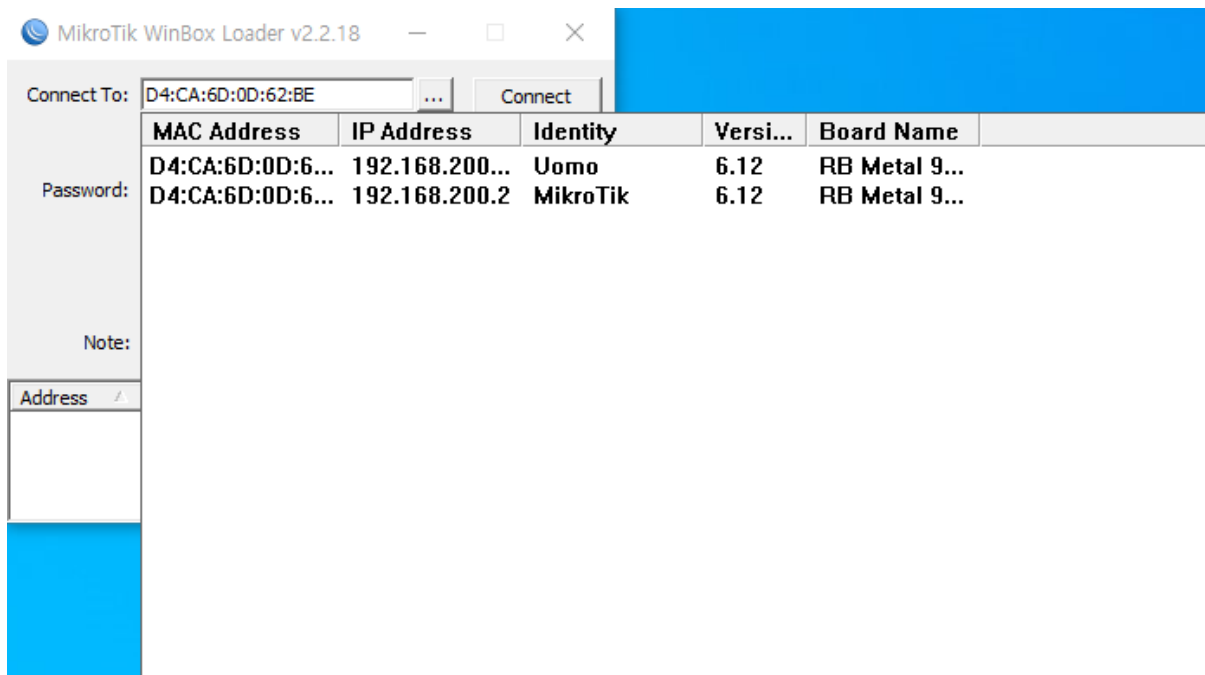 MikroTik WinBox Loader v2.2.18
Connect To: D4:CA:6D:0D:62:BE ... Connect
MAC Address IP Address Identity Versi... Board Name
D4:CA:6D:0D:6... 192.168.200... Uomo 6.12 RB Metal 9...
Password:
D4:CA:6D:0D:6... 192.168.200.2 MikroTik 6.12 RB Metal 9...
Note:
Address